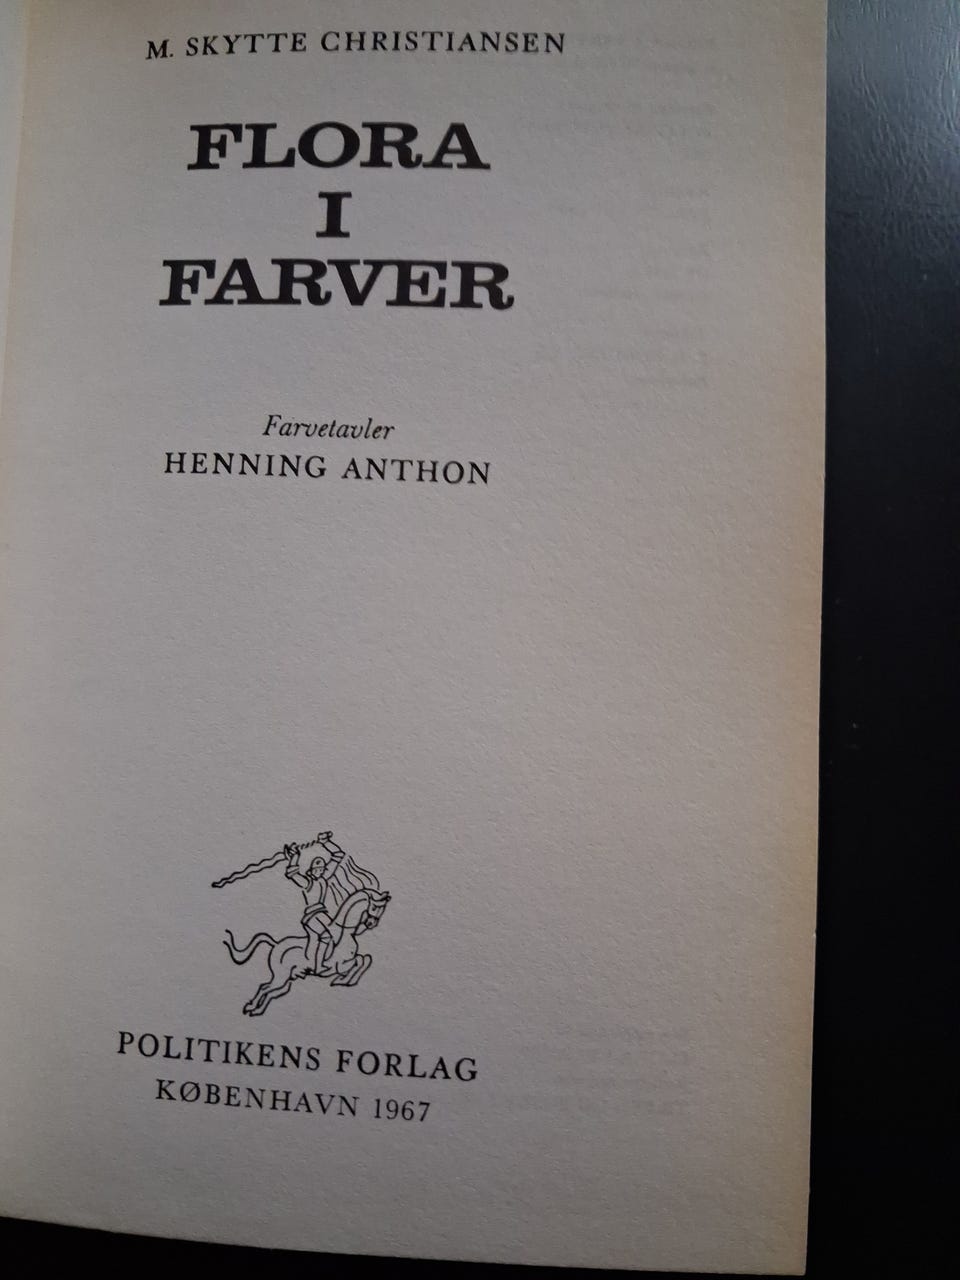 M. SKYTTE CHRISTIANSEN
FLORA
I
FARVER
Farvetavler
HENNING ANTHON
POLITIKENS FORLAG
KØBENHAVN 1967